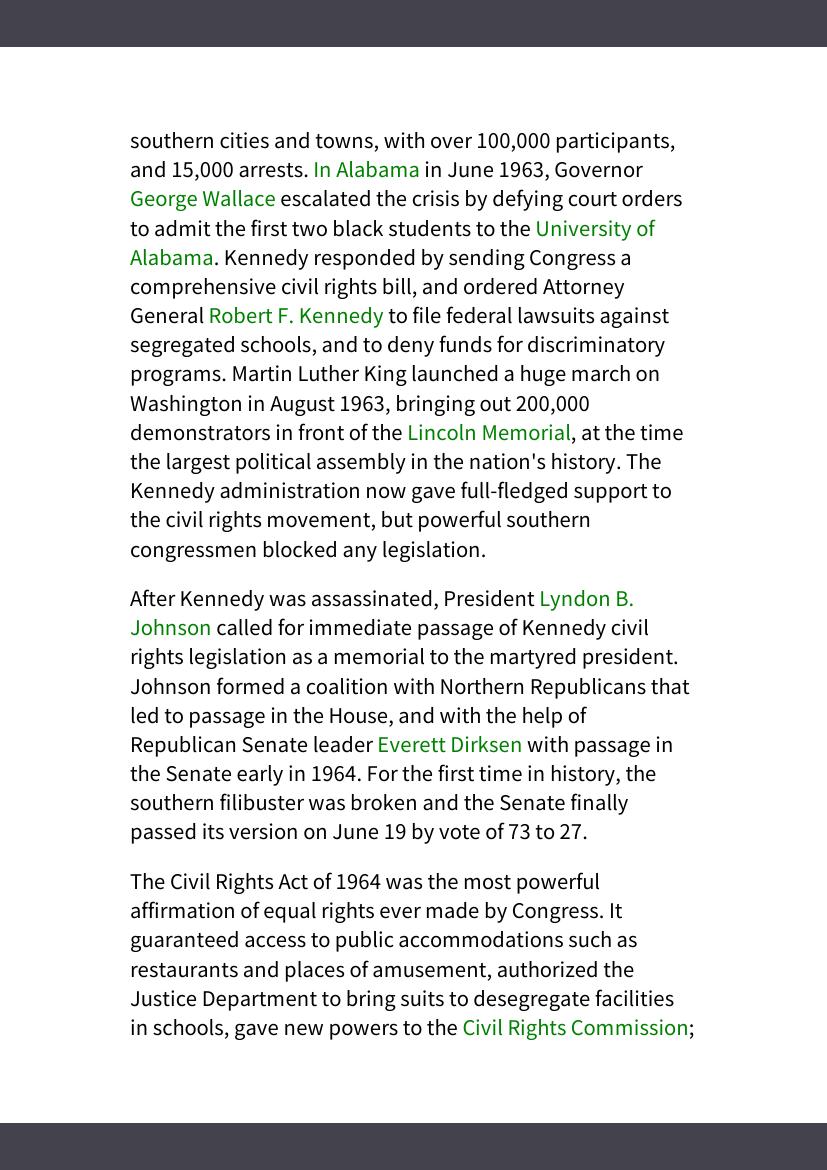 southern cities and towns, with over 100,000 participants,
and 15,000 arrests. In Alabama in June 1963, Governor
George Wallace escalated the crisis by defying court orders
to admit the first two black students to the University of
Alabama. Kennedy responded by sending Congress a
comprehensive civil rights bill, and ordered Attorney
General Robert F. Kennedy to file federal lawsuits against
segregated schools, and to deny funds for discriminatory
programs. Martin Luther King launched a huge march on
Washington in August 1963, bringing out 200,000
demonstrators in front of the Lincoln Memorial, at the time
the largest political assembly in the nation's history. The
Kennedy administration now gave full-fledged support to
the civil rights movement, but powerful southern
congressmen blocked any legislation.
After Kennedy was assassinated, President Lyndon B.
Johnson called for immediate passage of Kennedy civil
rights legislation as a memorial to the martyred president.
Johnson formed a coalition with Northern Republicans that
led to passage in the House, and with the help of
Republican Senate leader Everett Dirksen with passage in
the Senate early in 1964. For the first time in history, the
southern filibuster was broken and the Senate finally
passed its version on June 19 by vote of 73 to 27.
The Civil Rights Act of 1964 was the most powerful
affirmation of equal rights ever made by Congress. It
guaranteed access to public accommodations such as
restaurants and places of amusement, authorized the
Justice Department to bring suits to desegregate facilities
in schools, gave new powers to the Civil Rights Commission;